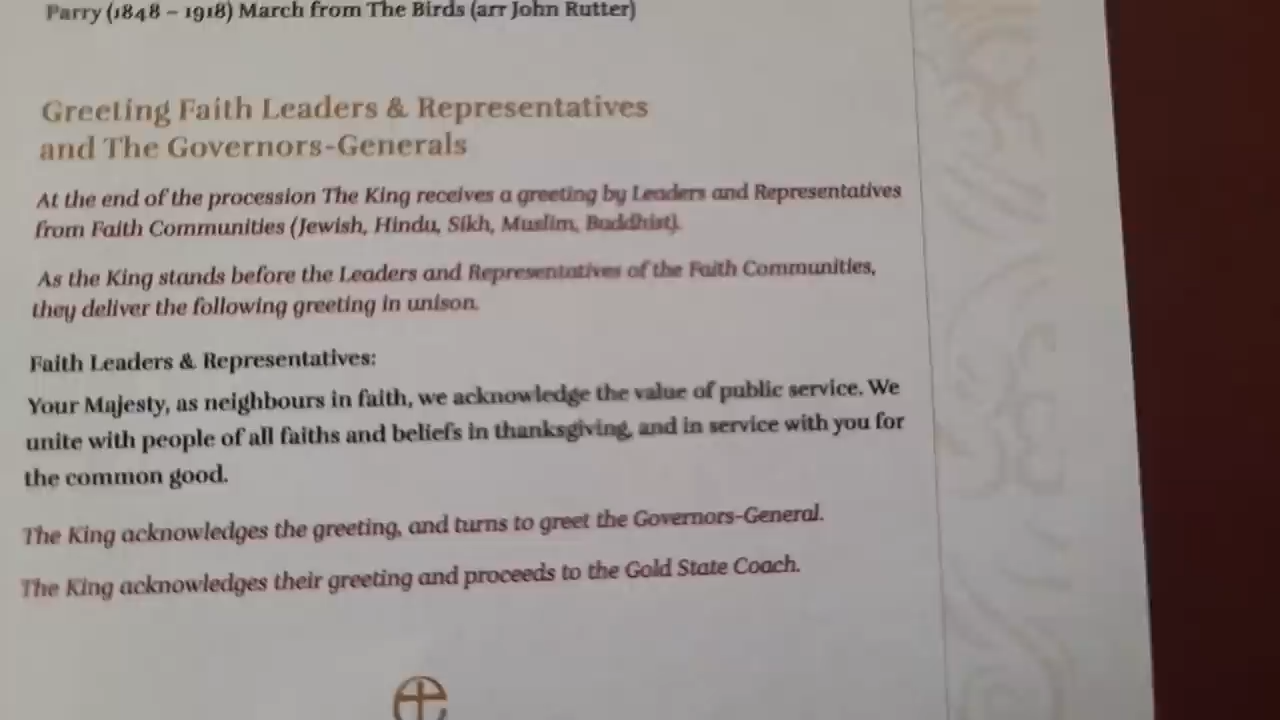 Parry (1848 – 1918) March from The Birds (arr John Rutter)
Greeting Faith Leaders & Representatives
and The Governors-Generals
At the end of the procession The King receives a greeting by Leaders and Representatives
from Faith Communities (Jewish, Hindu, Sikh, Muslim, Buddhist).
As the King stands before the Leaders and Representatives of the Faith Communities,
they deliver the following greeting in unison.
Faith Leaders & Representatives:
Your Majesty, as neighbours in faith, we acknowledge the value of public service. We
unite with people of all faiths and beliefs in thanksgiving, and in service with you for
the common good.
The King acknowledges the greeting, and turns to greet the Governors-General.
The King acknowledges their greeting and proceeds to the Gold State Coach.